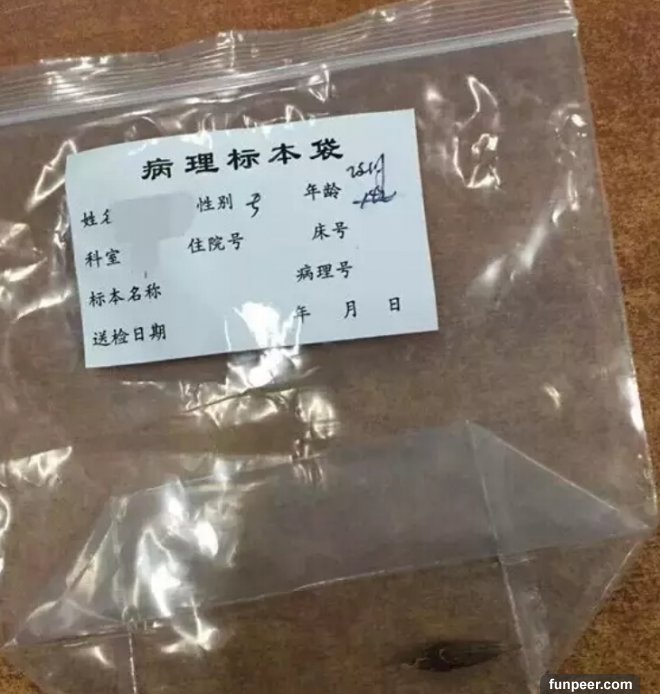 病理标本袋
姓名 性别 年龄
科室 住院号 床号
标本名称 病理号
送检日期 年 月 日
funpeer.com